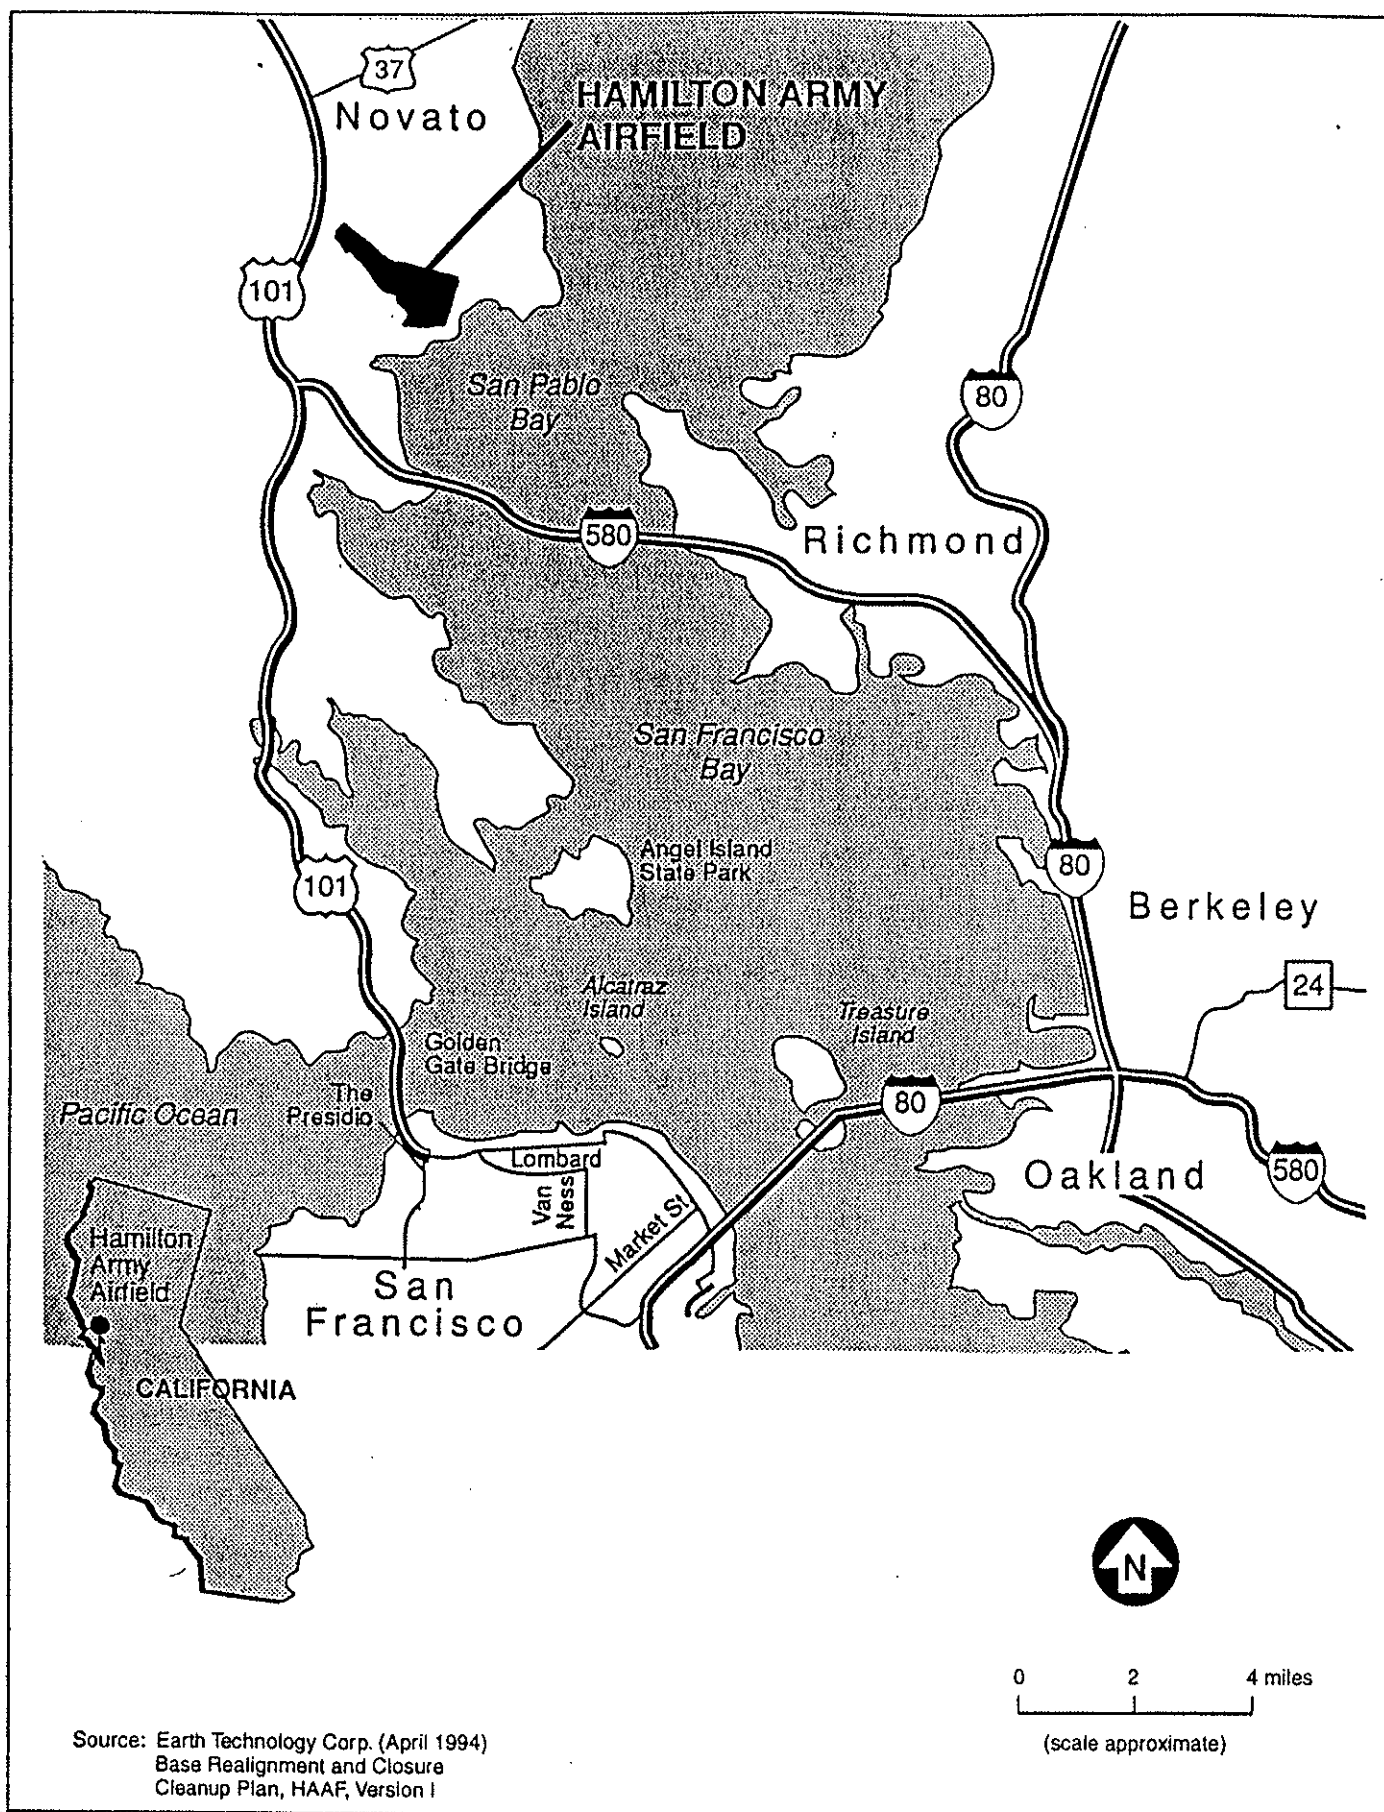 37
Novato
HAMILTON ARMY
AIRFIELD
101
San Pablo
Bay
80
580
Richmond
San Francisco
Bay
Angel Island
State Park
80
101
Berkeley
24
Alcatraz
Island
Treasure
Island
Golden
Gate Bridge
The
Presidio
Pacific Ocean
80
Lombard
Van
Ness
Market St
Oakland
580
Hamilton
Army
Airfield
San
Francisco
CALIFORNIA
N
0 2 4 miles
(scale approximate)
Source: Earth Technology Corp. (April 1994)
Base Realignment and Closure
Cleanup Plan, HAAF, Version I